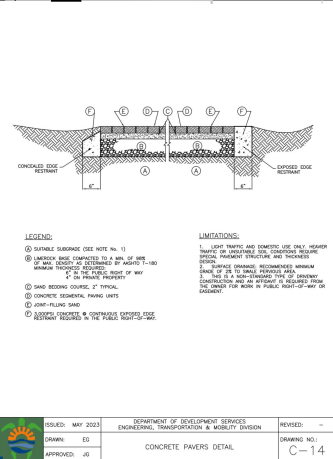 F E D C D E F
B B
CONCEALED EDGE
RESTRAINT
EXPOSED EDGE
RESTRAINT
A A
6" 6"
LEGEND:
A SUITABLE SUBGRADE (SEE NOTE No. 1)
B LIMEROCK BASE COMPACTED TO A MIN. OF 98%
OF MAX. DENSITY AS DETERMINED BY AASHTO T-180
MINIMUM THICKNESS REQUIRED:
6" IN THE PUBLIC RIGHT OF WAY
4" ON PRIVATE PROPERTY
C SAND BEDDING COURSE, 2" TYPICAL
D CONCRETE SEGMENTAL PAVING UNITS
E JOINT-FILLING SAND
F 3,000PSI CONCRETE @ CONTINUOUS EXPOSED EDGE
RESTRAINT REQUIRED IN THE PUBLIC RIGHT-OF-WAY.
LIMITATIONS:
1. LIGHT TRAFFIC AND DOMESTIC USE ONLY. HEAVIER
TRAFFIC OR UNSUITABLE SOIL CONDITIONS REQUIRE
SPECIAL PAVEMENT STRUCTURE AND THICKNESS
DESIGN.
2. SURFACE DRAINAGE: RECOMMENDED MINIMUM
GRADE OF 2% TO SWALE PERVIOUS AREA.
3. THIS IS A NON-STANDARD TYPE OF DRIVEWAY
CONSTRUCTION AND AN AFFIDAVIT IS REQUIRED FROM
THE OWNER FOR WORK IN PUBLIC RIGHT-OF-WAY OR
EASEMENT.
ISSUED: MAY 2023
DRAWN: EG
APPROVED: JG
DEPARTMENT OF DEVELOPMENT SERVICES
ENGINEERING, TRANSPORTATION & MOBILITY DIVISION
CONCRETE PAVERS DETAIL
REVISED: -
DRAWING NO.:
C-14